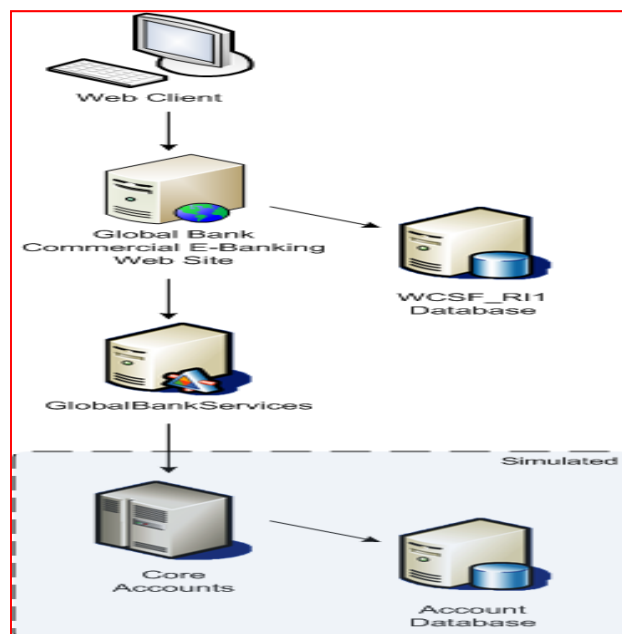 Web Client
Global Bank
Commercial E-Banking
Web Site
WCSF_RI1
Database
GlobalBankServices
Simulated
Core
Accounts
Account
Database